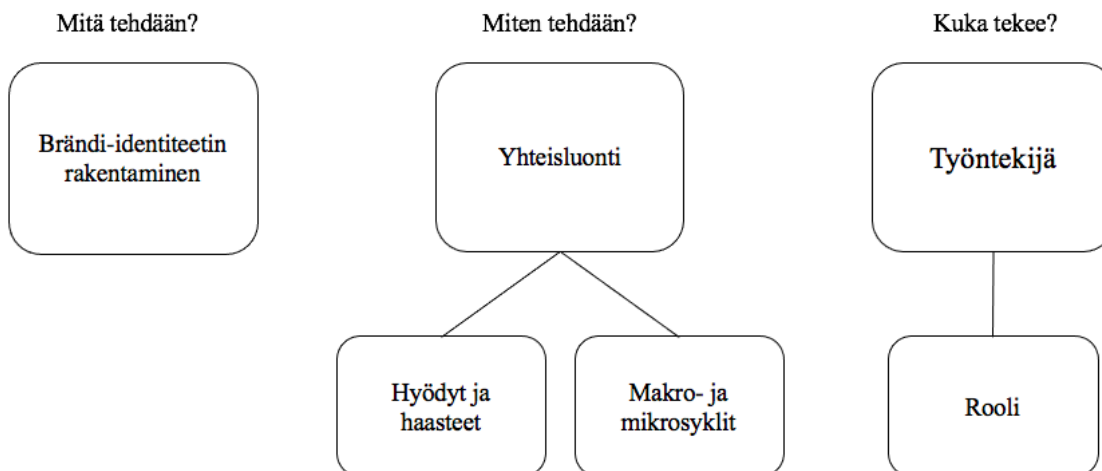 Mitä tehdään?
Miten tehdään?
Kuka tekee?
Brändi-identiteetin
rakentaminen
Yhteisluonti
Työntekijä
Hyödyt ja
haasteet
Makro- ja
mikrosyklit
Rooli